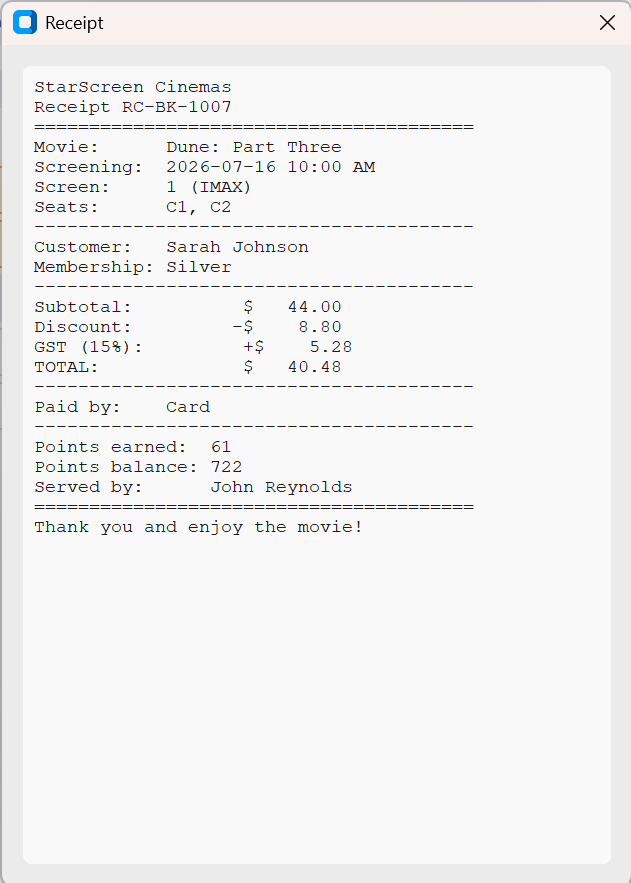 Receipt
StarScreen Cinemas
Receipt RC-BK-1007
========================================
Movie:      Dune: Part Three
Screening:  2026-07-16 10:00 AM
Screen:     1 (IMAX)
Seats:      C1, C2
----------------------------------------
Customer:   Sarah Johnson
Membership: Silver
----------------------------------------
Subtotal:          $   44.00
Discount:         -$    8.80
GST (15%):         +$    5.28
TOTAL:             $   40.48
----------------------------------------
Paid by:    Card
----------------------------------------
Points earned:  61
Points balance: 722
Served by:      John Reynolds
========================================
Thank you and enjoy the movie!